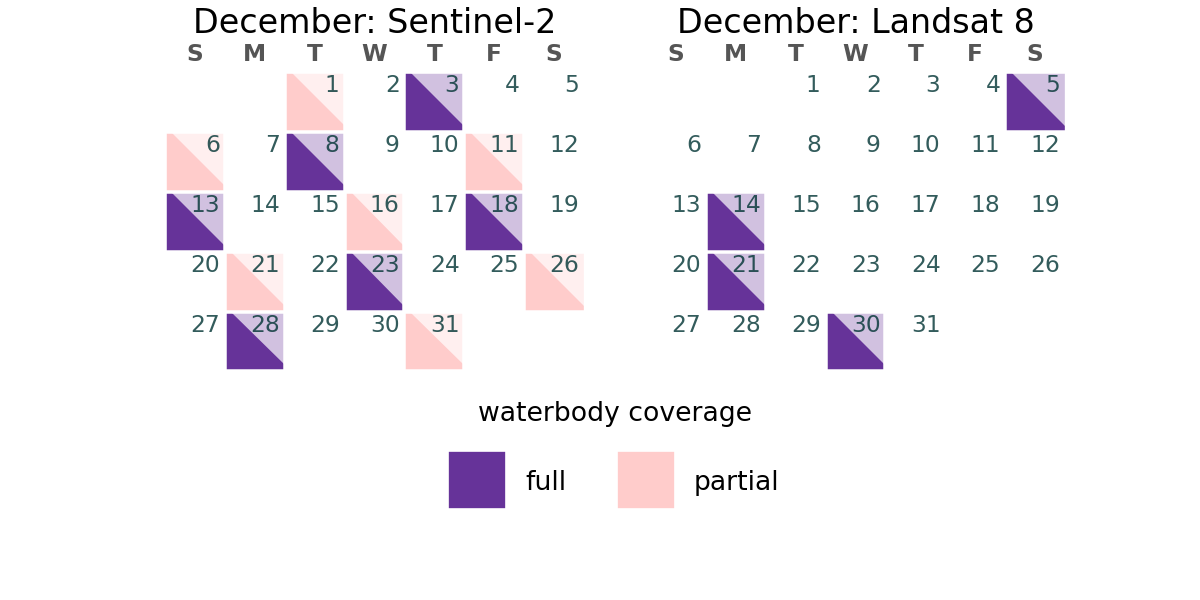 December: Sentinel-2
S M T W T F S
1 2 3 4 5
6 7 8 9 10 11 12
13 14 15 16 17 18 19
20 21 22 23 24 25 26
27 28 29 30 31
December: Landsat 8
S M T W T F S
1 2 3 4 5
6 7 8 9 10 11 12
13 14 15 16 17 18 19
20 21 22 23 24 25 26
27 28 29 30 31
waterbody coverage
full partial